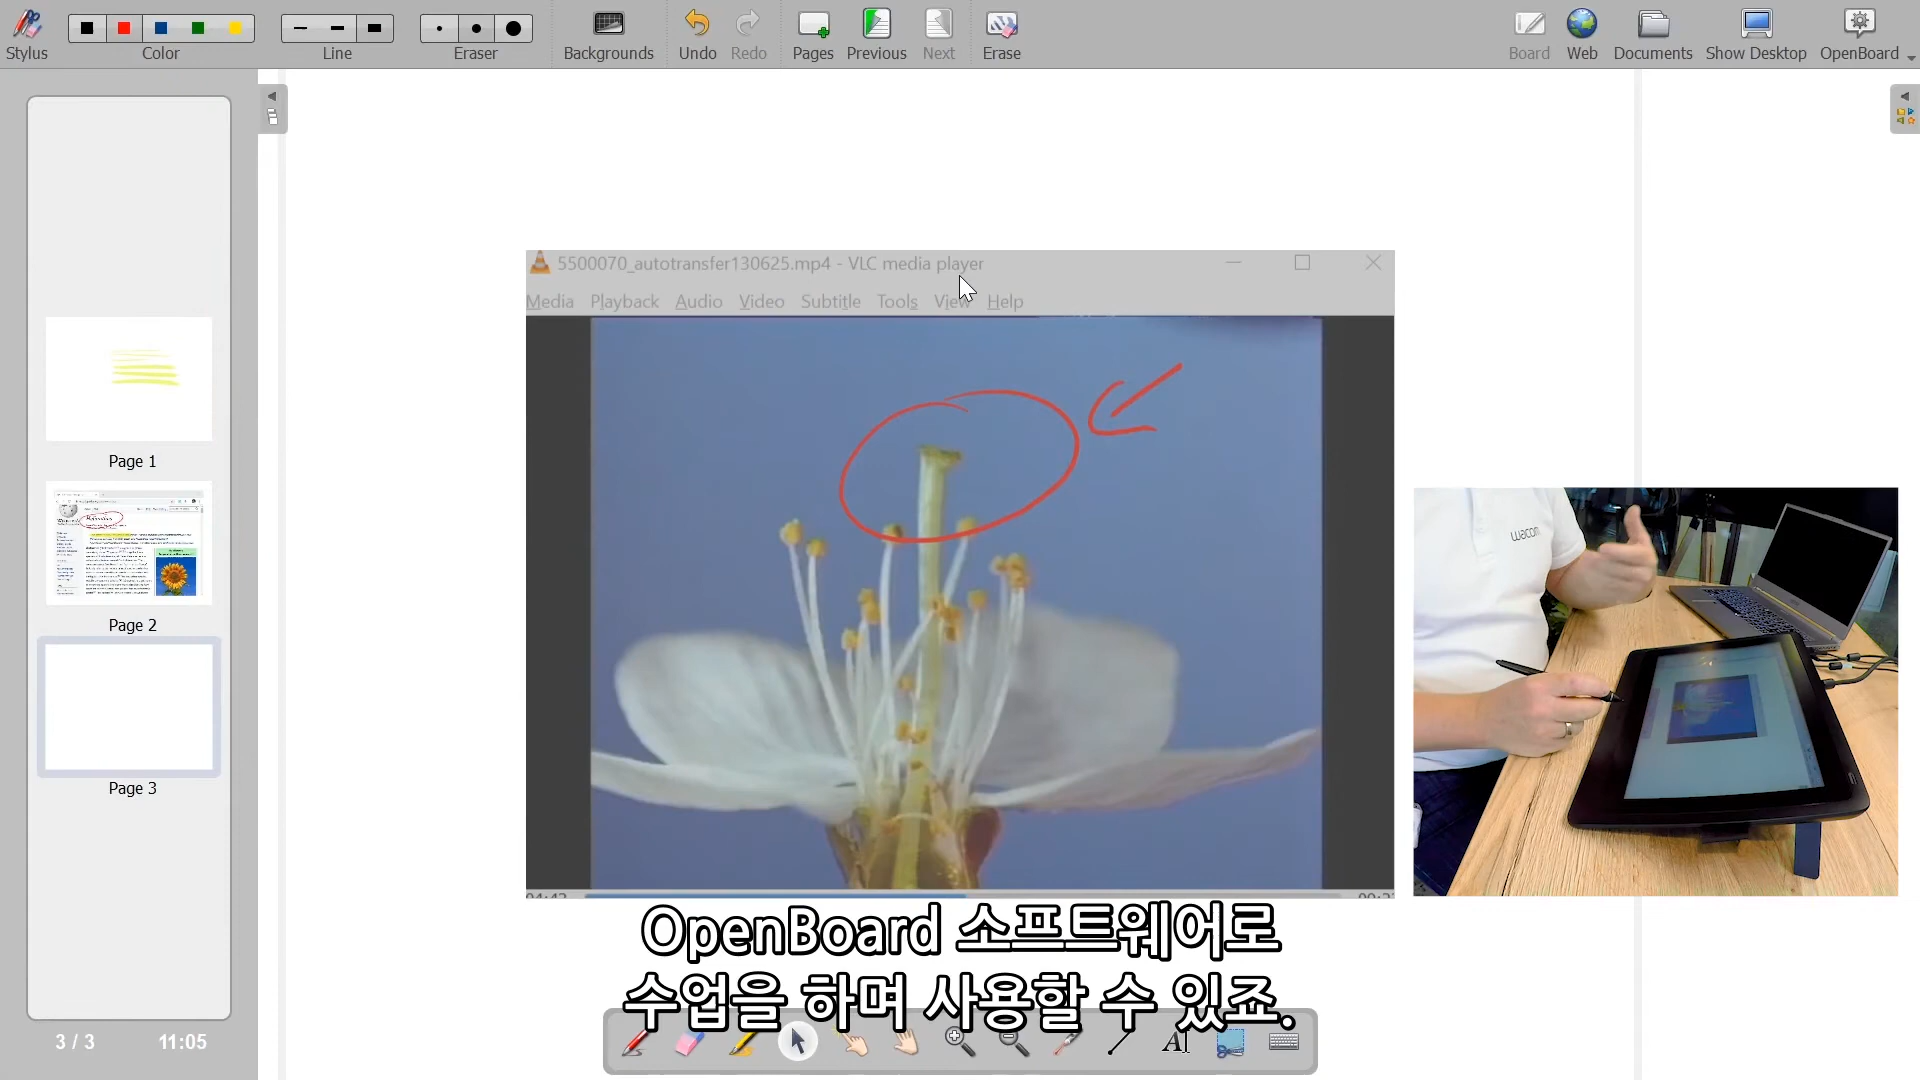 Stylus
Color
Line
Eraser
Backgrounds
Undo
Redo
Pages
Previous
Next
Erase
Board
Web
Documents
Show Desktop
OpenBoard
5500070_autotransfer130625.mp4 - VLC media player
Media Playback Audio Video Subtitle Tools View Help
Page 1
Page 2
Page 3
wacom
OpenBoard 소프트웨어로
수업을 하며 사용할 수 있죠.
3 / 3 11:05